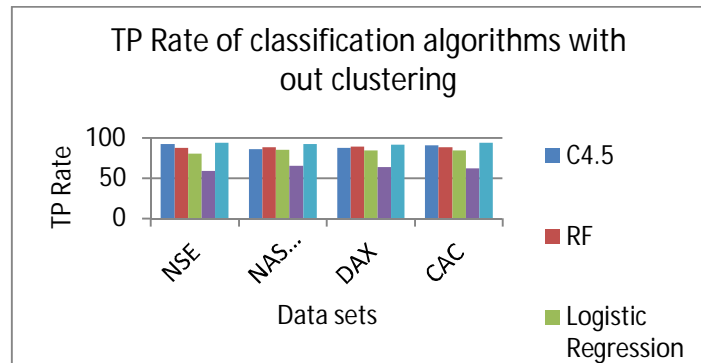 TP Rate of classification algorithms with
out clustering
TP Rate
100
50
0
NSE
NAS...
DAX
CAC
Data sets
C4.5
RF
Logistic
Regression